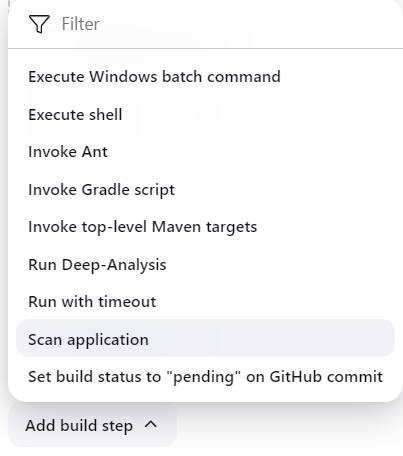 Filter
Execute Windows batch command
Execute shell
Invoke Ant
Invoke Gradle script
Invoke top-level Maven targets
Run Deep-Analysis
Run with timeout
Scan application
Set build status to "pending" on GitHub commit
Add build step